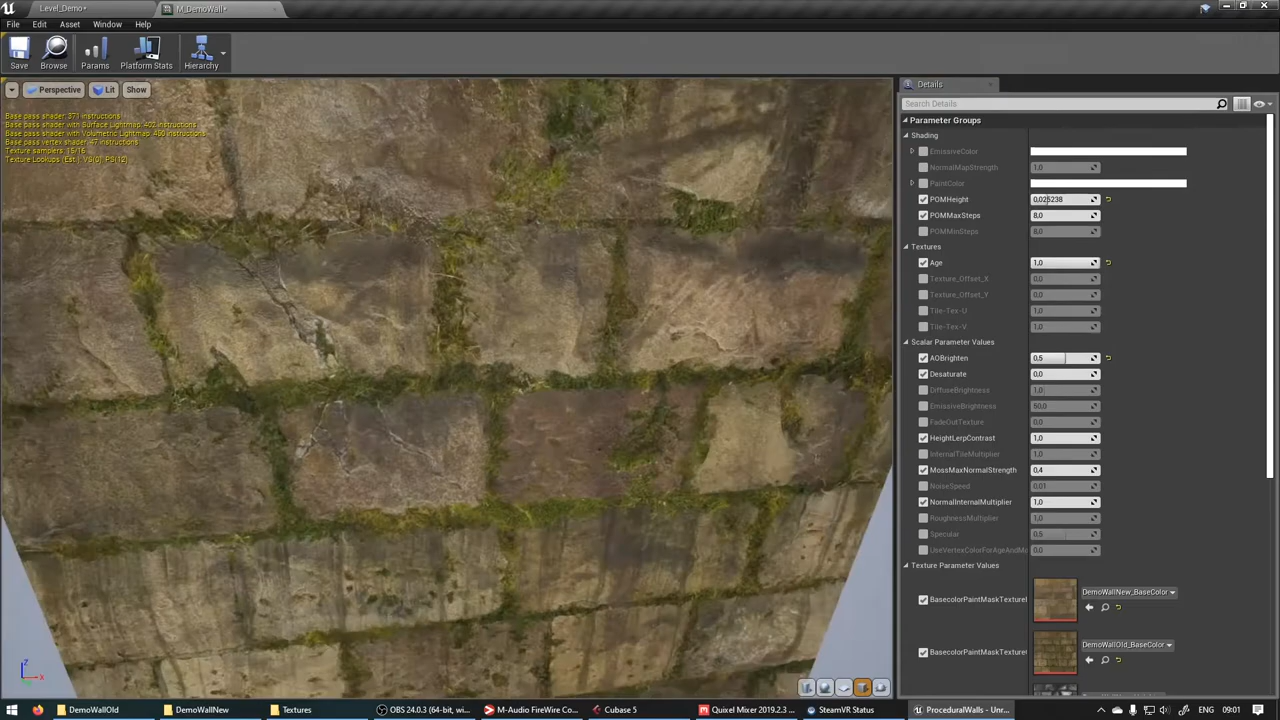 Level_Demo*
M_DemoWall*
File Edit Asset Window Help
Save Browse Params Platform Stats Hierarchy
Perspective Lit Show
Base pass shader: 371 instructions
Base pass shader with Surface Lightmap: 402 instructions
Base pass shader with Volumetric Lightmap: 460 instructions
Base pass vertex shader: 47 instructions
Texture samplers: 15/16
Texture Lookups (Est.): VS(0), PS(12)
Z
X
Details
Search Details
Parameter Groups
Shading
EmissiveColor
NormalMapStrength 1,0
PaintColor
POMHeight 0,025238
POMMaxSteps 8,0
POMMinSteps 8,0
Textures
Age 1,0
Texture_Offset_X 0,0
Texture_Offset_Y 0,0
Tile-Tex-U 1,0
Tile-Tex-V 1,0
Scalar Parameter Values
AOBrighten 0,5
Desaturate 0,0
DiffuseBrightness 1,0
EmissiveBrightness 50,0
FadeOutTexture 0,0
HeightLerpContrast 1,0
InternalTileMultiplier 1,0
MossMaxNormalStrength 0,4
NoiseSpeed 0,01
NormalInternalMultiplier 1,0
RoughnessMultiplier 1,0
Specular 0,5
UseVertexColorForAgeAndMo 0,0
Texture Parameter Values
BasecolorPaintMaskTexture DemoWallNew_BaseColor
BasecolorPaintMaskTexture DemoWallOld_BaseColor
DemoWallOld DemoWallNew Textures OBS 24.0.3 (64-bit, wi... M-Audio FireWire Co... Cubase 5 Quixel Mixer 2019.2.3 ... SteamVR Status ProceduralWalls - Unr... 09:01